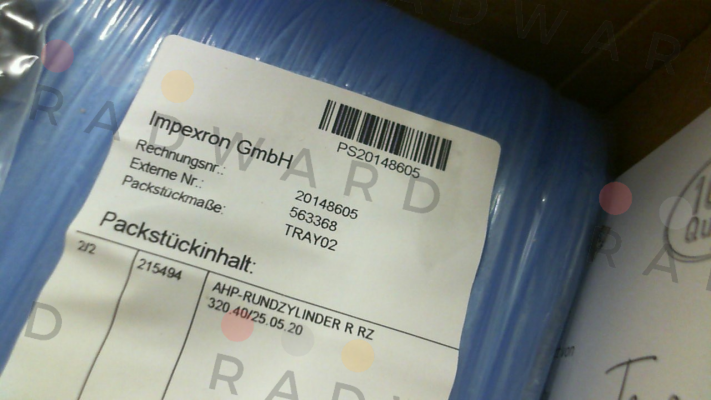 Impexron GmbH
PS20148605
Rechnungsnr.: 20148605
Externe Nr.: 563368
Packstückmaße: TRAY02
Packstückinhalt:
2/2 215494 AHP-RUNDZYLINDER R RZ
320.40/25.05.20
RADWARD
RADWARD